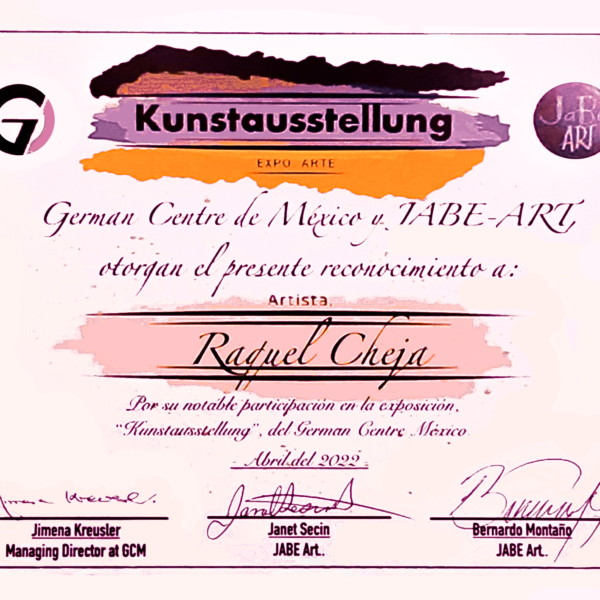 G
JaBe
ART
Kunstausstellung
EXPO ARTE
German Centre de México y JABE-ART,
otorgan el presente reconocimiento a:
Artista,
Raquel Cheja
Por su notable participación en la exposición,
"Kunstausstellung", del German Centre México.
Abril del 2022
Jimena Kreusler
Managing Director at GCM
Janet Secin
JABE Art..
Bernardo Montaño
JABE Art..